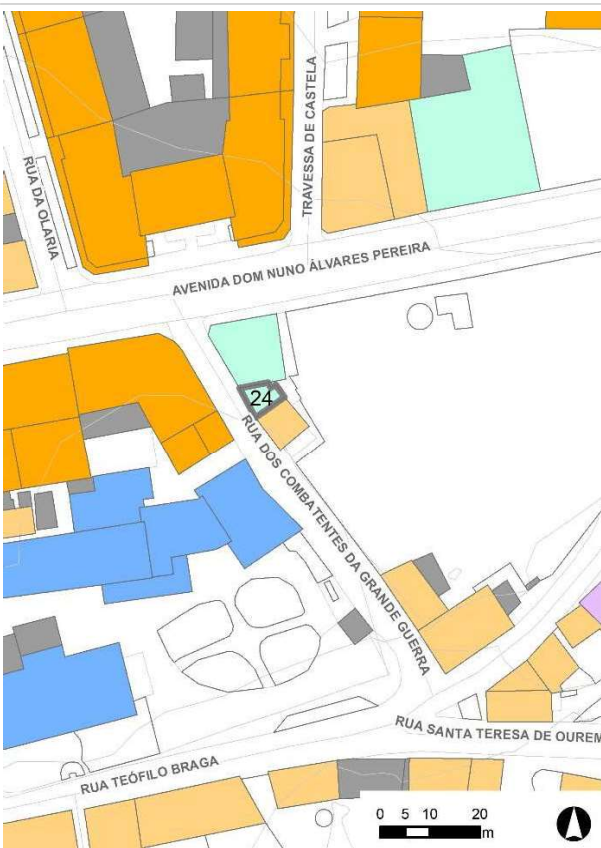 TRAVESSA DE CASTELA
RUA DA OLARIA
AVENIDA DOM NUNO ÁLVARES PEREIRA
24
RUA DOS COMBATENTES DA GRANDE GUERRA
RUA SANTA TERESA DE OUREM
RUA TEÓFILO BRAGA
0 5 10 20
m